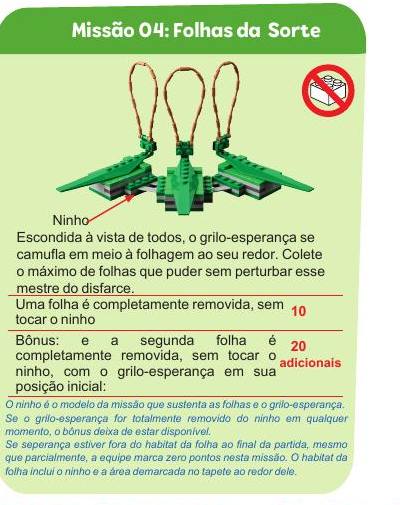 Missão 04: Folhas da Sorte
Ninho
Escondida à vista de todos, o grilo-esperança se
camufla em meio à folhagem ao seu redor. Colete
o máximo de folhas que puder sem perturbar esse
mestre do disfarce.
Uma folha é completamente removida, sem
tocar o ninho
10
Bônus: e a segunda folha é
completamente removida, sem tocar o
ninho, com o grilo-esperança em sua
posição inicial:
20
adicionais
O ninho é o modelo da missão que sustenta as folhas e o grilo-esperança.
Se o grilo-esperança for totalmente removido do ninho em qualquer
momento, o bônus deixa de estar disponível.
Se seperança estiver fora do habitat da folha ao final da partida, mesmo
que parcialmente, a equipe marca zero pontos nesta missão. O habitat da
folha inclui o ninho e a área demarcada no tapete ao redor dele.